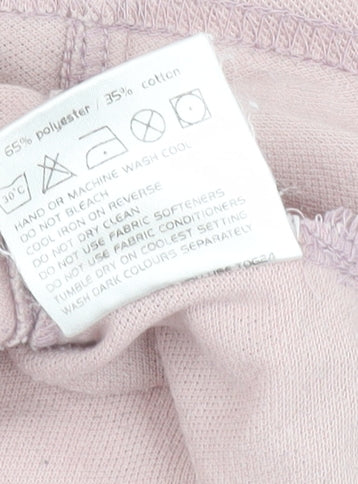 65% polyester / 35% cotton
30°C
HAND OR MACHINE WASH COOL
DO NOT BLEACH
COOL IRON ON REVERSE
DO NOT DRY CLEAN
DO NOT USE FABRIC SOFTENERS
DO NOT USE FABRIC CONDITIONERS
TUMBLE DRY ON COOLEST SETTING
WASH DARK COLOURS SEPARATELY